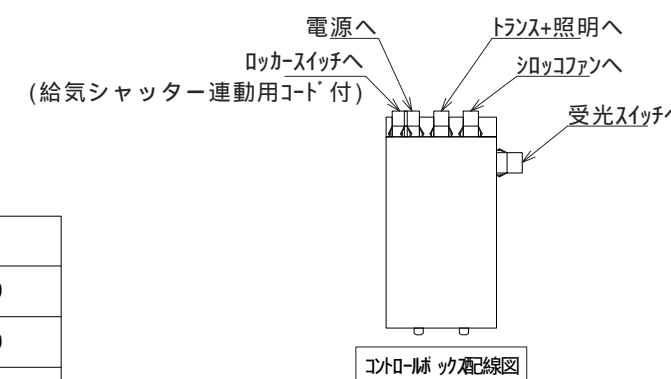 電源へ
トランス+照明へ
ロッカースイッチへ
シロッコファンへ
(給気シャッター連動用コード付)
受光スイッチへ
コントロールボックス配線図